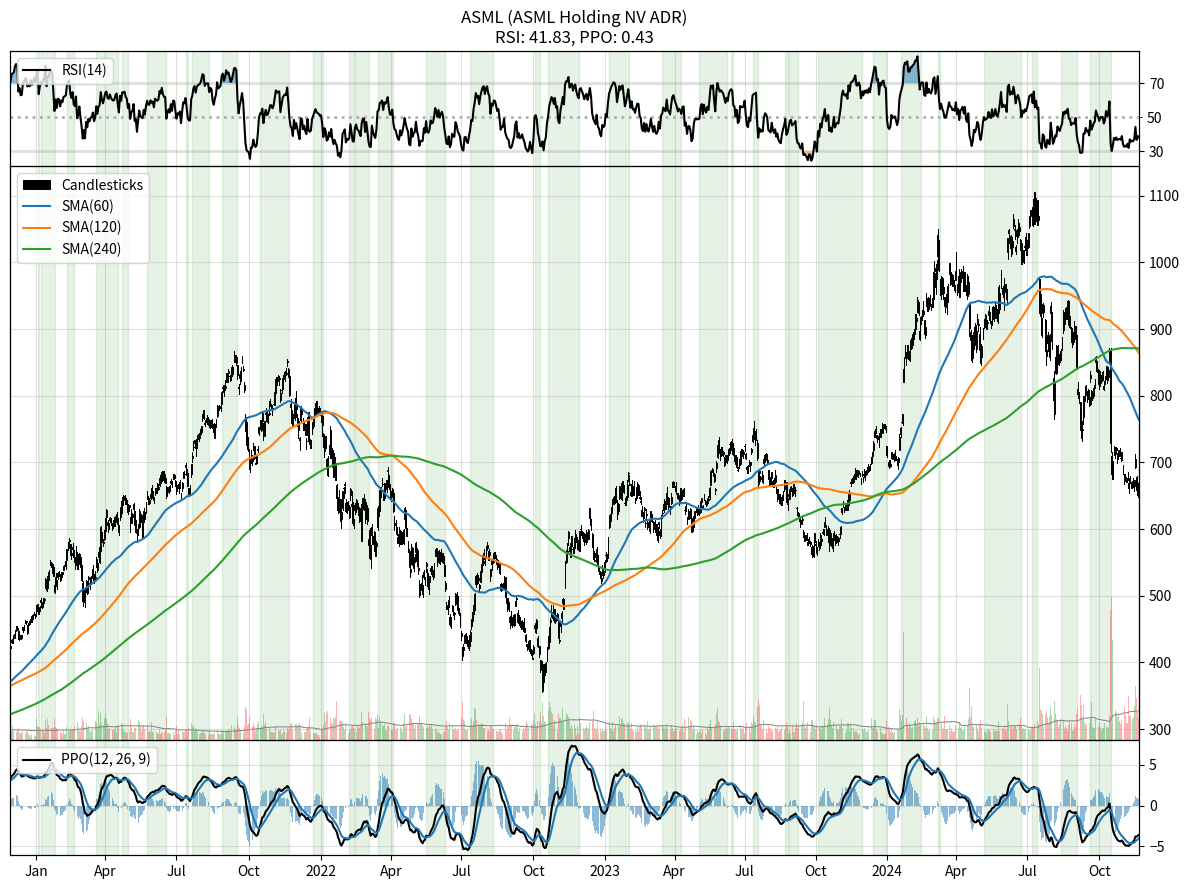 ASML (ASML Holding NV ADR)
RSI: 41.83, PPO: 0.43
RSI(14)
70
50
30
Candlesticks
SMA(60)
SMA(120)
SMA(240)
1100
1000
900
800
700
600
500
400
300
PPO(12, 26, 9)
5
0
−5
Jan Apr Jul Oct 2022 Apr Jul Oct 2023 Apr Jul Oct 2024 Apr Jul Oct